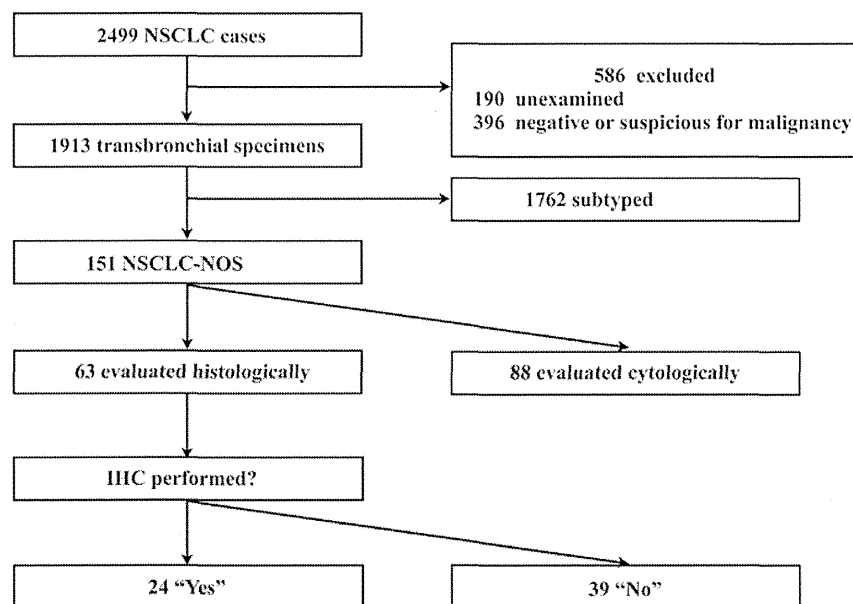 2499 NSCLC cases
586 excluded
190 unexamined
396 negative or suspicious for malignancy
1913 transbronchial specimens
1762 subtyped
151 NSCLC-NOS
63 evaluated histologically
88 evaluated cytologically
IHC performed?
24 “Yes”
39 “No”